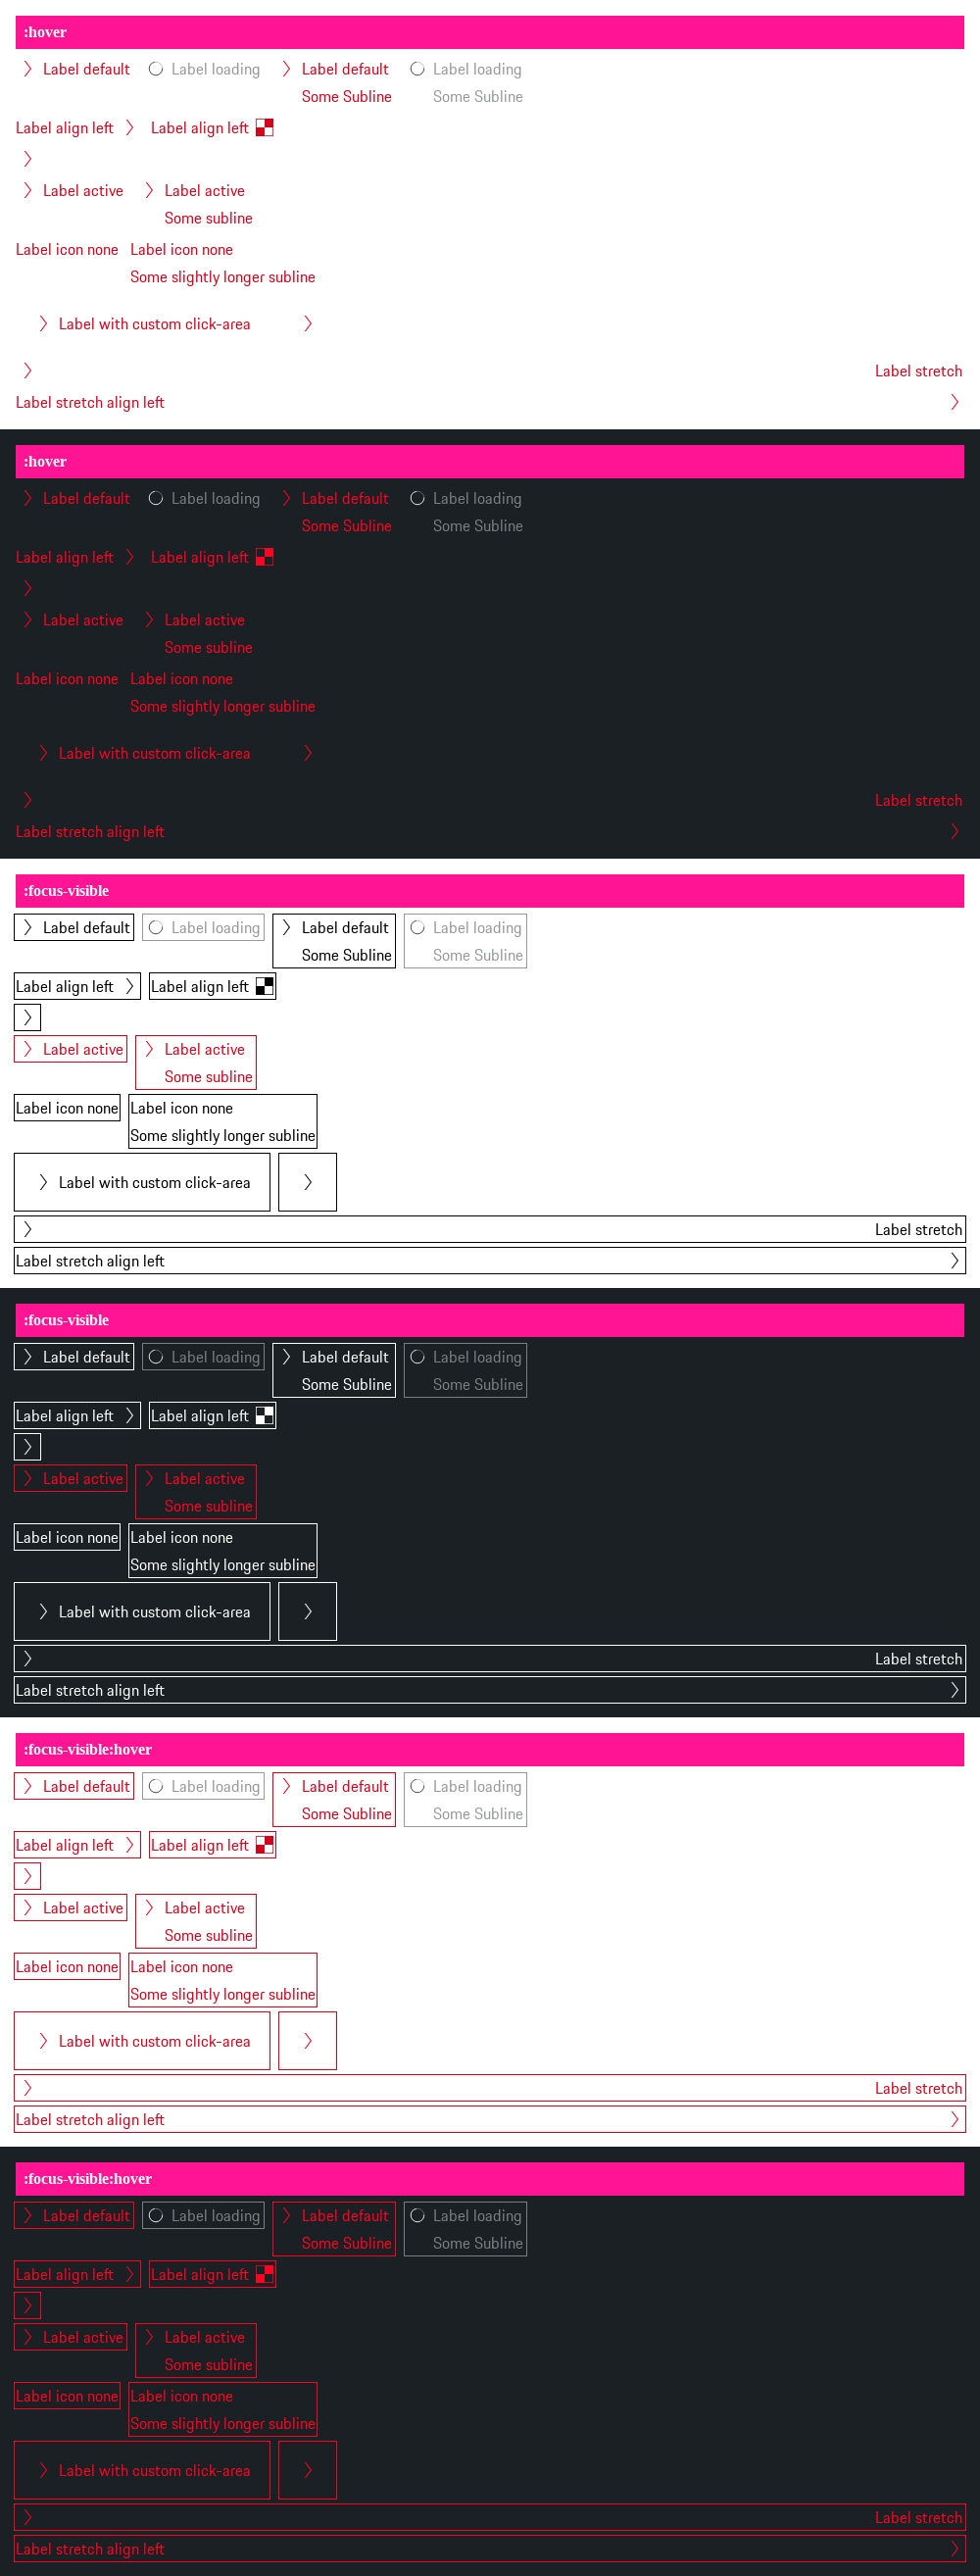 :hover
Label default Label loading Label default Label loading
Some Subline Some Subline
Label align left Label align left
Label active Label active
Some subline
Label icon none Label icon none
Some slightly longer subline
Label with custom click-area
Label stretch
Label stretch align left
:hover
Label default Label loading Label default Label loading
Some Subline Some Subline
Label align left Label align left
Label active Label active
Some subline
Label icon none Label icon none
Some slightly longer subline
Label with custom click-area
Label stretch
Label stretch align left
:focus-visible
Label default Label loading Label default Label loading
Some Subline Some Subline
Label align left Label align left
Label active Label active
Some subline
Label icon none Label icon none
Some slightly longer subline
Label with custom click-area
Label stretch
Label stretch align left
:focus-visible
Label default Label loading Label default Label loading
Some Subline Some Subline
Label align left Label align left
Label active Label active
Some subline
Label icon none Label icon none
Some slightly longer subline
Label with custom click-area
Label stretch
Label stretch align left
:focus-visible:hover
Label default Label loading Label default Label loading
Some Subline Some Subline
Label align left Label align left
Label active Label active
Some subline
Label icon none Label icon none
Some slightly longer subline
Label with custom click-area
Label stretch
Label stretch align left
:focus-visible:hover
Label default Label loading Label default Label loading
Some Subline Some Subline
Label align left Label align left
Label active Label active
Some subline
Label icon none Label icon none
Some slightly longer subline
Label with custom click-area
Label stretch
Label stretch align left